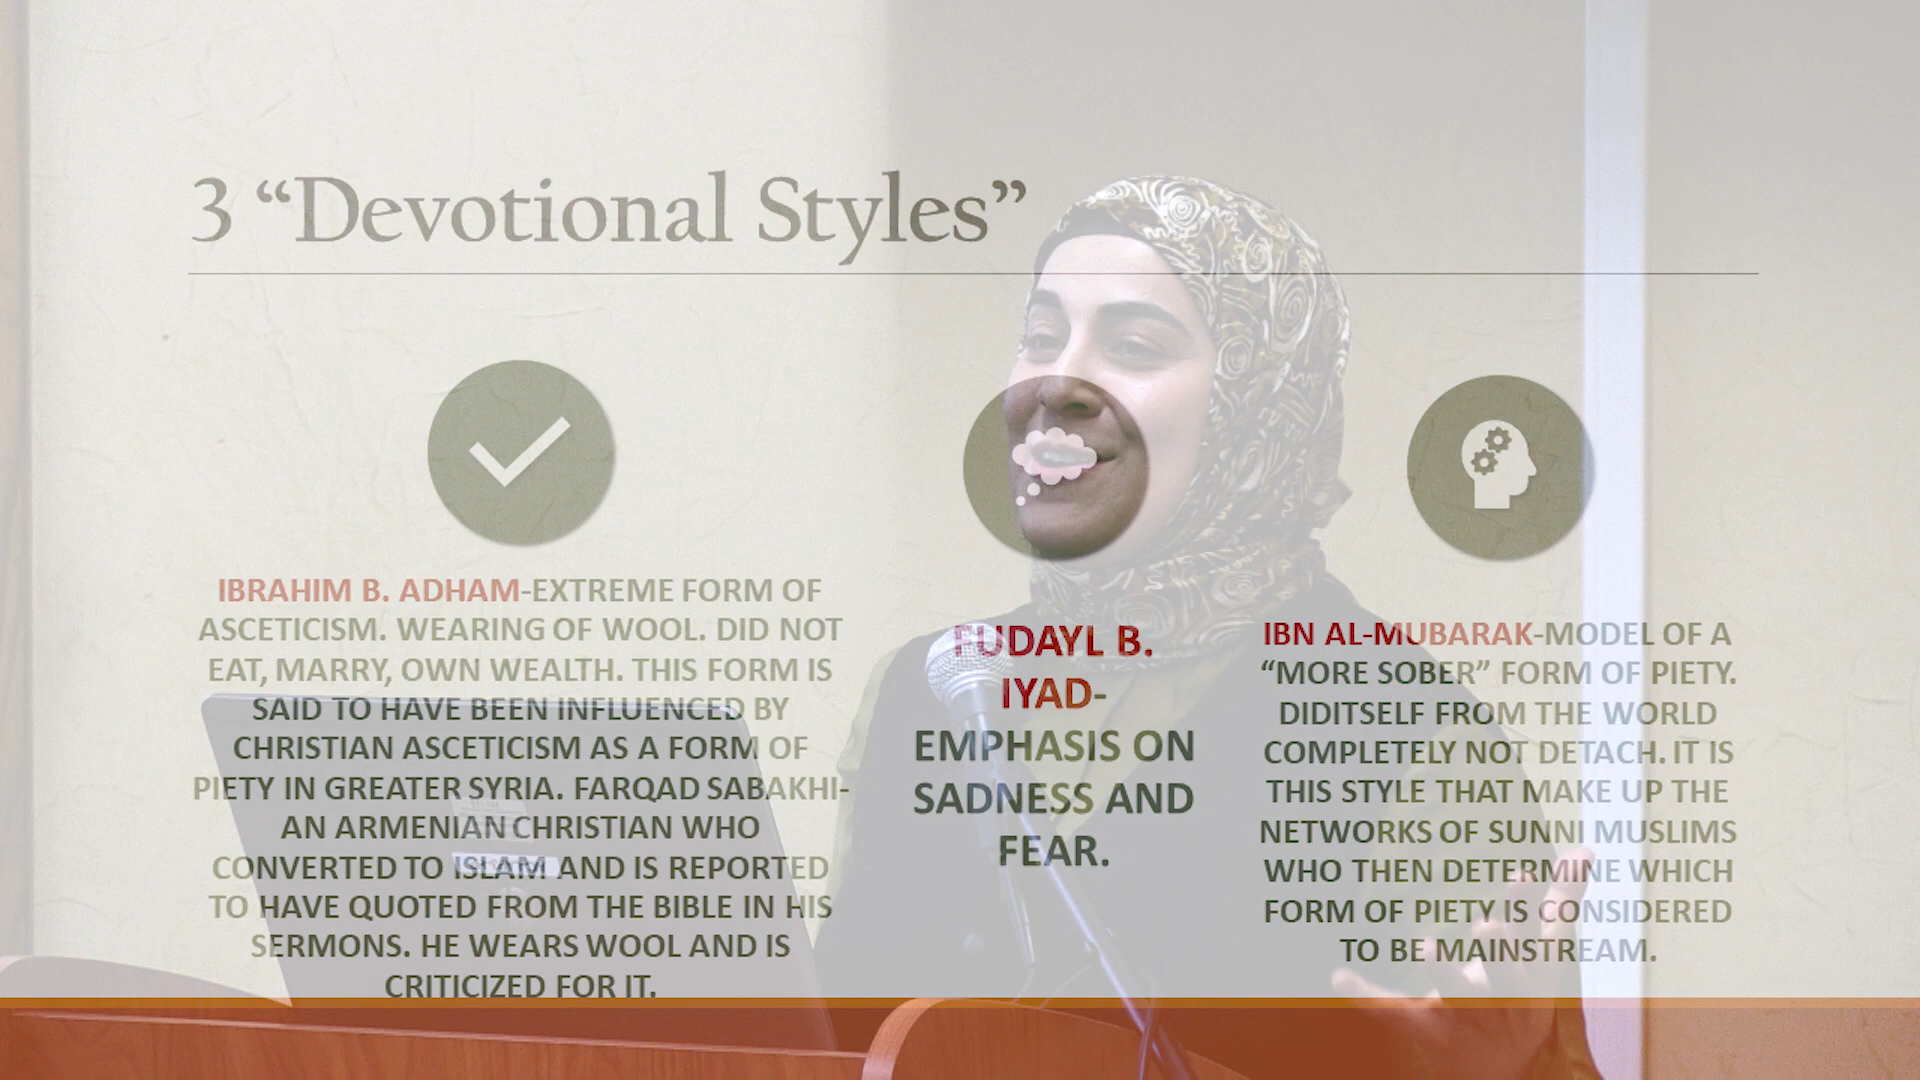 3 “Devotional Styles”
IBRAHIM B. ADHAM-EXTREME FORM OF
ASCETICISM. WEARING OF WOOL. DID NOT
EAT, MARRY, OWN WEALTH. THIS FORM IS
SAID TO HAVE BEEN INFLUENCED BY
CHRISTIAN ASCETICISM AS A FORM OF
PIETY IN GREATER SYRIA. FARQAD SABAKHI-
AN ARMENIAN CHRISTIAN WHO
CONVERTED TO ISLAM AND IS REPORTED
TO HAVE QUOTED FROM THE BIBLE IN HIS
SERMONS. HE WEARS WOOL AND IS
CRITICIZED FOR IT.
FUDAYL B.
IYAD-
EMPHASIS ON
SADNESS AND
FEAR.
IBN AL-MUBARAK-MODEL OF A
“MORE SOBER” FORM OF PIETY.
DIDITSELF FROM THE WORLD
COMPLETELY NOT DETACH. IT IS
THIS STYLE THAT MAKE UP THE
NETWORKS OF SUNNI MUSLIMS
WHO THEN DETERMINE WHICH
FORM OF PIETY IS CONSIDERED
TO BE MAINSTREAM.